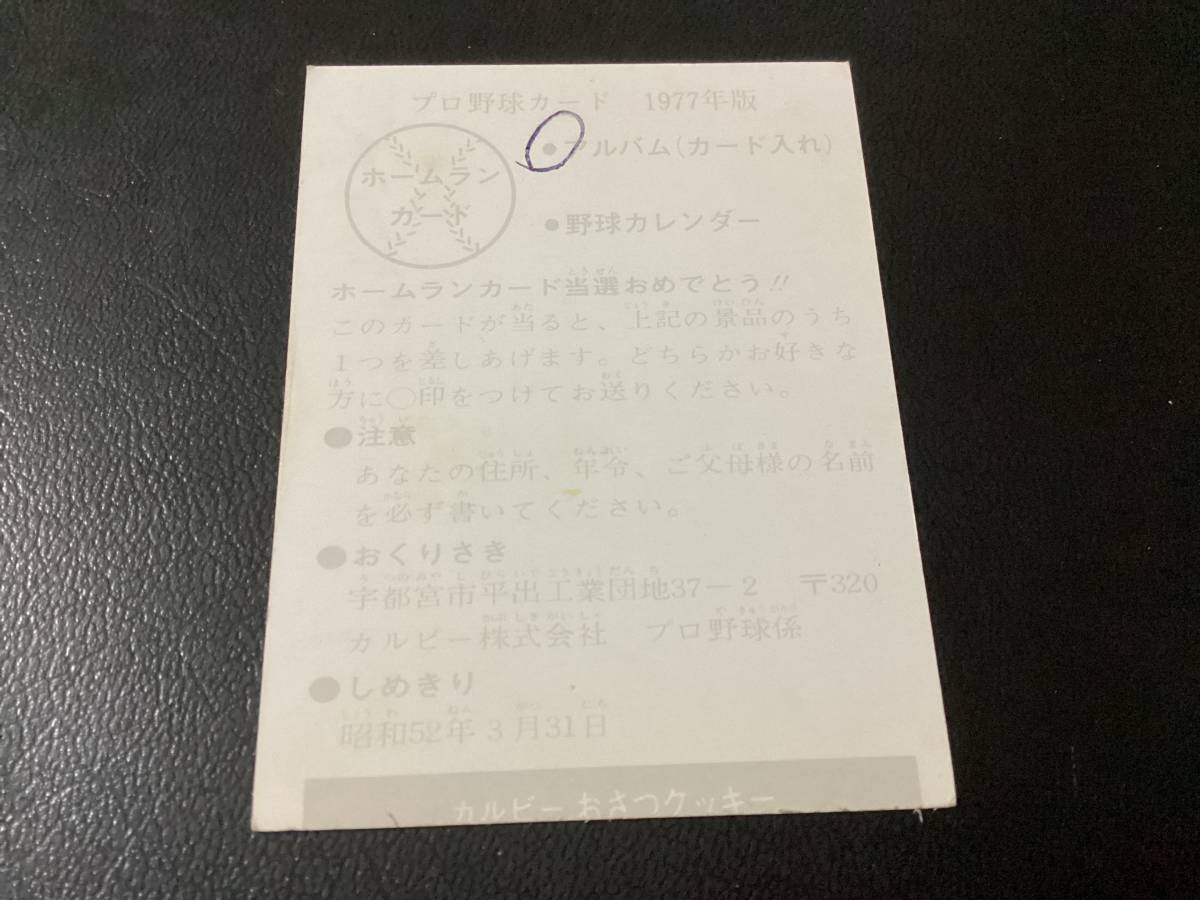 プロ野球カード　1977年版
ホームラン
カード
●アルバム(カード入れ)
●野球カレンダー
ホームランカード当選おめでとう!!
このカードが当ると、上記の景品のうち
1つを差しあげます。どちらかお好きな
方に○印をつけてお送りください。
●注意
あなたの住所、年令、ご父母様の名前
を必ず書いてください。
●おくりさき
宇都宮市平出工業団地37－2　〒320
カルビー株式会社　プロ野球係
●しめきり
昭和52年3月31日
カルビー おさつクッキー